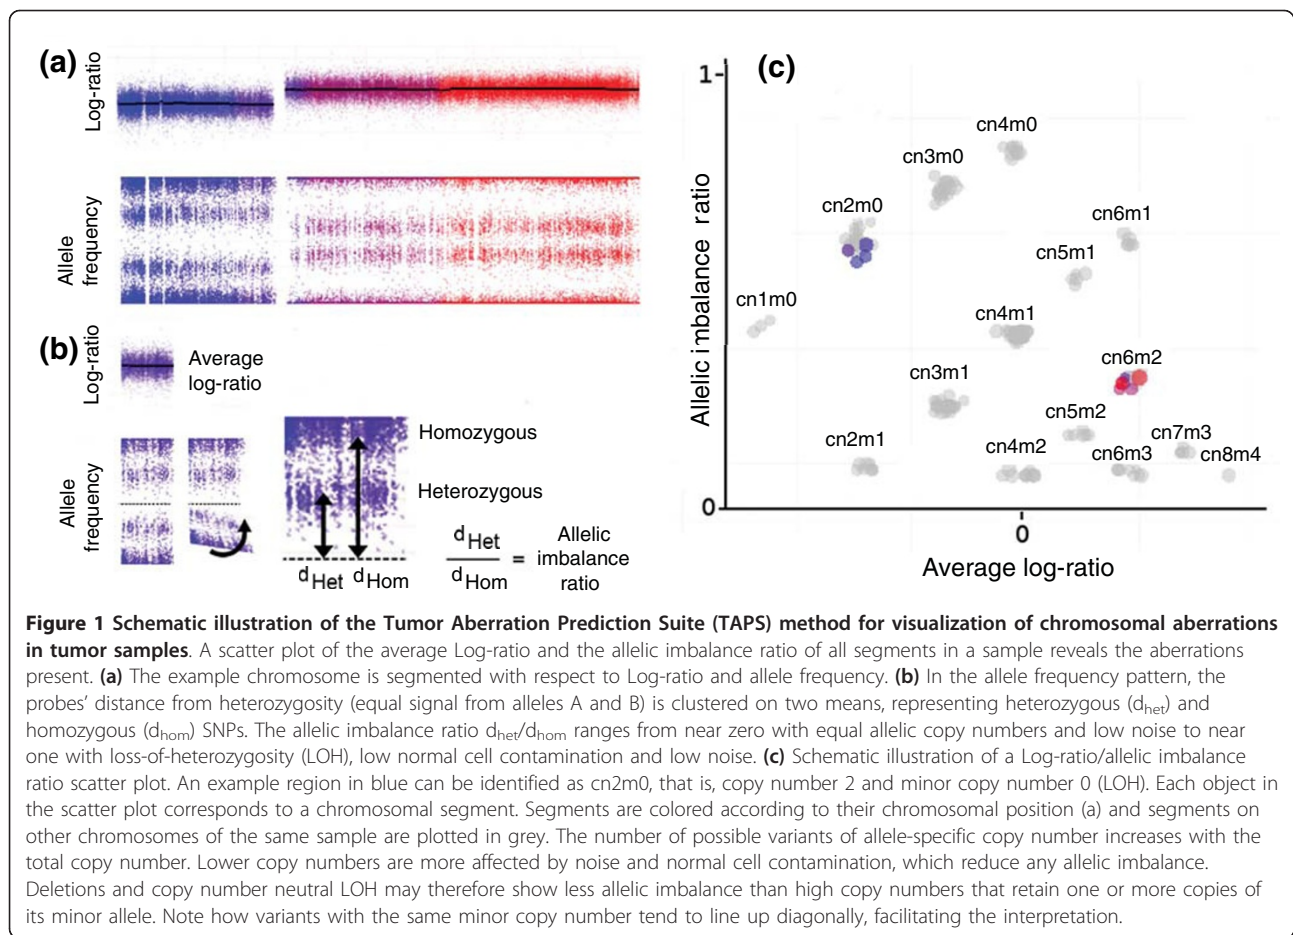 (a)
Log-ratio
Allele
frequency
(b)
Log-ratio
Average
log-ratio
Allele
frequency
Homozygous
Heterozygous
d Het
d Hom
d Het
d Hom
=
Allelic
imbalance
ratio
(c)
1-
Allelic imbalance ratio
cn4m0
cn3m0
cn2m0
cn6m1
cn5m1
cn1m0
cn4m1
cn6m2
cn3m1
cn5m2
cn7m3
cn2m1
cn4m2
cn6m3
cn8m4
0
0
Average log-ratio
Figure 1 Schematic illustration of the Tumor Aberration Prediction Suite (TAPS) method for visualization of chromosomal aberrations
in tumor samples. A scatter plot of the average Log-ratio and the allelic imbalance ratio of all segments in a sample reveals the aberrations
present. (a) The example chromosome is segmented with respect to Log-ratio and allele frequency. (b) In the allele frequency pattern, the
probes' distance from heterozygosity (equal signal from alleles A and B) is clustered on two means, representing heterozygous (dhet) and
homozygous (dhom) SNPs. The allelic imbalance ratio dhet/dhom ranges from near zero with equal allelic copy numbers and low noise to near
one with loss-of-heterozygosity (LOH), low normal cell contamination and low noise. (c) Schematic illustration of a Log-ratio/allelic imbalance
ratio scatter plot. An example region in blue can be identified as cn2m0, that is, copy number 2 and minor copy number 0 (LOH). Each object in
the scatter plot corresponds to a chromosomal segment. Segments are colored according to their chromosomal position (a) and segments on
other chromosomes of the same sample are plotted in grey. The number of possible variants of allele-specific copy number increases with the
total copy number. Lower copy numbers are more affected by noise and normal cell contamination, which reduce any allelic imbalance.
Deletions and copy number neutral LOH may therefore show less allelic imbalance than high copy numbers that retain one or more copies of
its minor allele. Note how variants with the same minor copy number tend to line up diagonally, facilitating the interpretation.